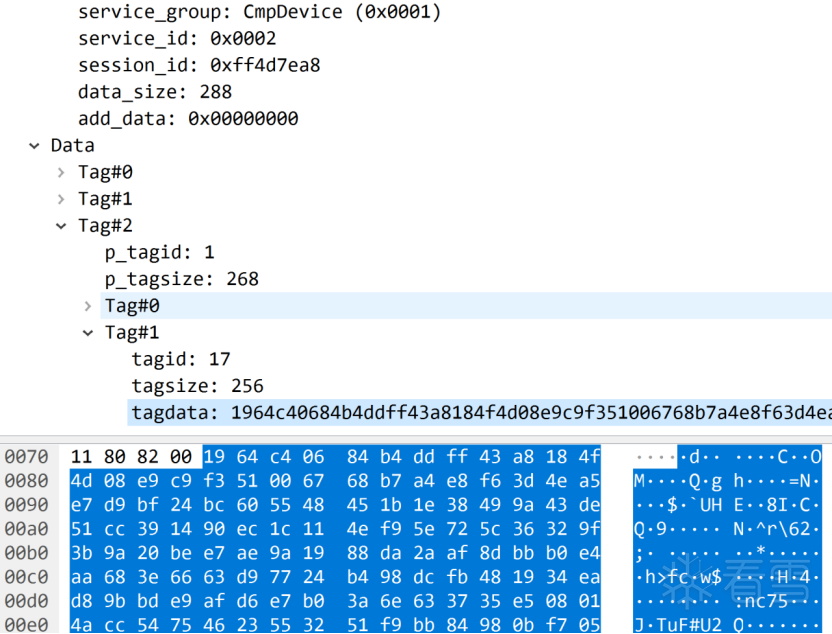 service_group: CmpDevice (0x0001)
service_id: 0x0002
session_id: 0xff4d7ea8
data_size: 288
add_data: 0x00000000
Data
Tag#0
Tag#1
Tag#2
p_tagid: 1
p_tagsize: 268
Tag#0
Tag#1
tagid: 17
tagsize: 256
tagdata: 1964c40684b4ddff43a8184f4d08e9c9f351006768b7a4e8f63d4ea
0070 11 80 82 00 19 64 c4 06 84 b4 dd ff 43 a8 18 4f ·····d·· ····C··O
0080 4d 08 e9 c9 f3 51 00 67 68 b7 a4 e8 f6 3d 4e a5 M····Q·g h····=N·
0090 e7 d9 bf 24 bc 60 55 48 45 1b 1e 38 49 9a 43 de ···$·`UH E··8I·C·
00a0 51 cc 39 14 90 ec 1c 11 4e f9 5e 72 5c 36 32 9f Q·9····· N·^r\62·
00b0 3b 9a 20 be e7 ae 9a 19 88 da 2a af 8d bb b0 e4 ;· ····· ··*·····
00c0 aa 68 3e 66 63 d9 77 24 b4 98 dc fb 48 19 34 ea ·h>fc·w$ ····H·4·
00d0 d8 9b bd e9 af d6 e7 b0 3a 6e 63 37 35 e5 08 01 ········ :nc75···
00e0 4a cc 54 75 46 23 55 32 51 f9 bb 84 98 0b f7 05 J·TuF#U2 Q·······
看雪